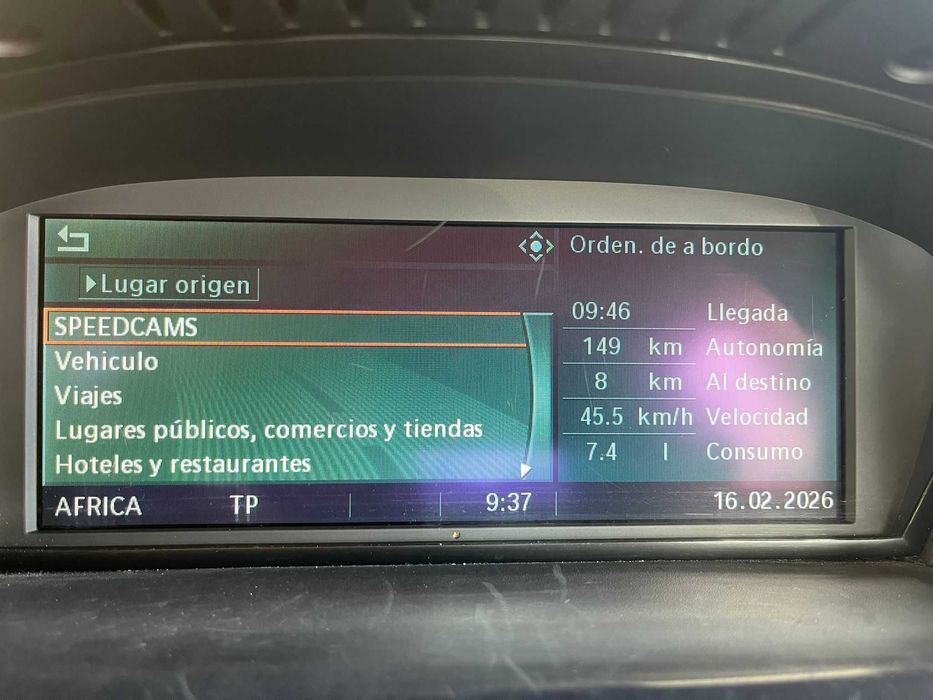 Orden. de a bordo
Lugar origen
SPEEDCAMS
Vehiculo
Viajes
Lugares públicos, comercios y tiendas
Hoteles y restaurantes
09:46 Llegada
149 km Autonomía
8 km Al destino
45.5 km/h Velocidad
7.4 l Consumo
AFRICA TP 9:37 16.02.2026